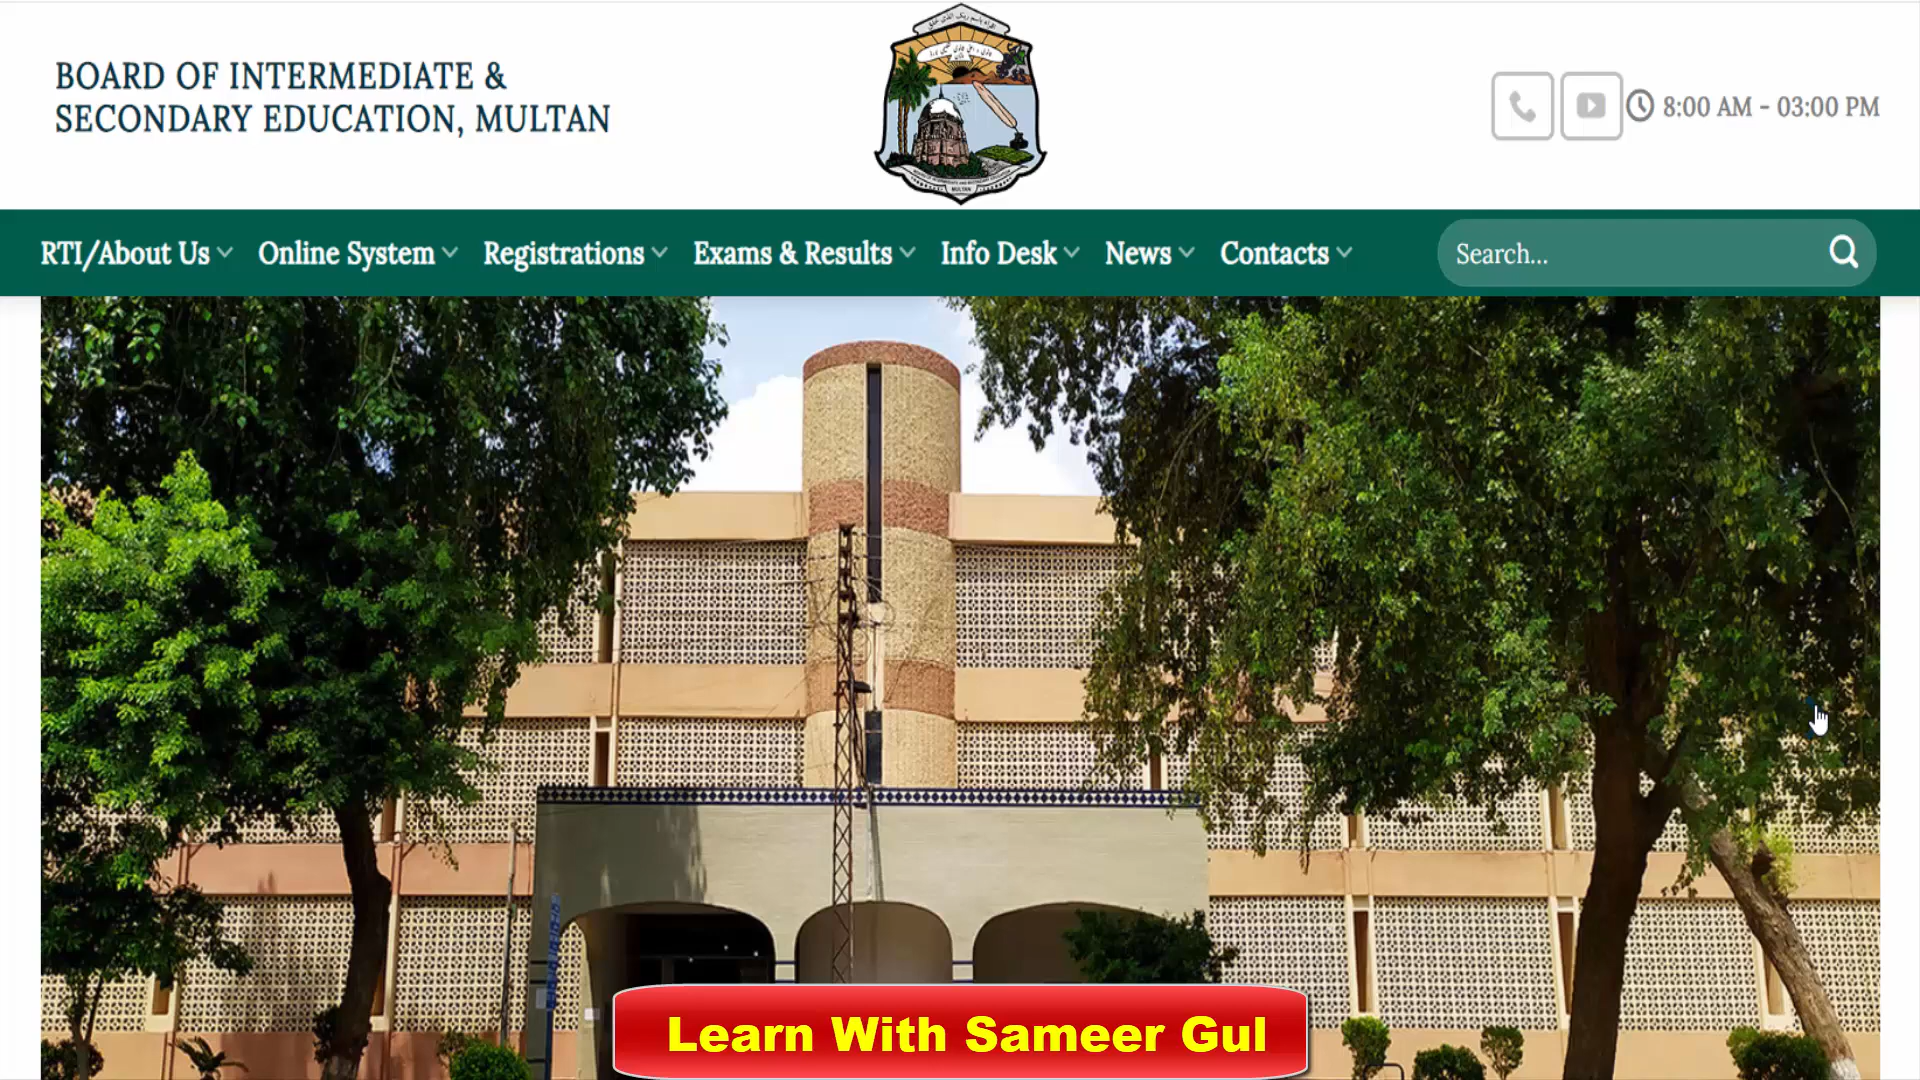 BOARD OF INTERMEDIATE &
SECONDARY EDUCATION, MULTAN
MULTAN
8:00 AM - 03:00 PM
RTI/About Us
Online System
Registrations
Exams & Results
Info Desk
News
Contacts
Search...
Learn With Sameer Gul